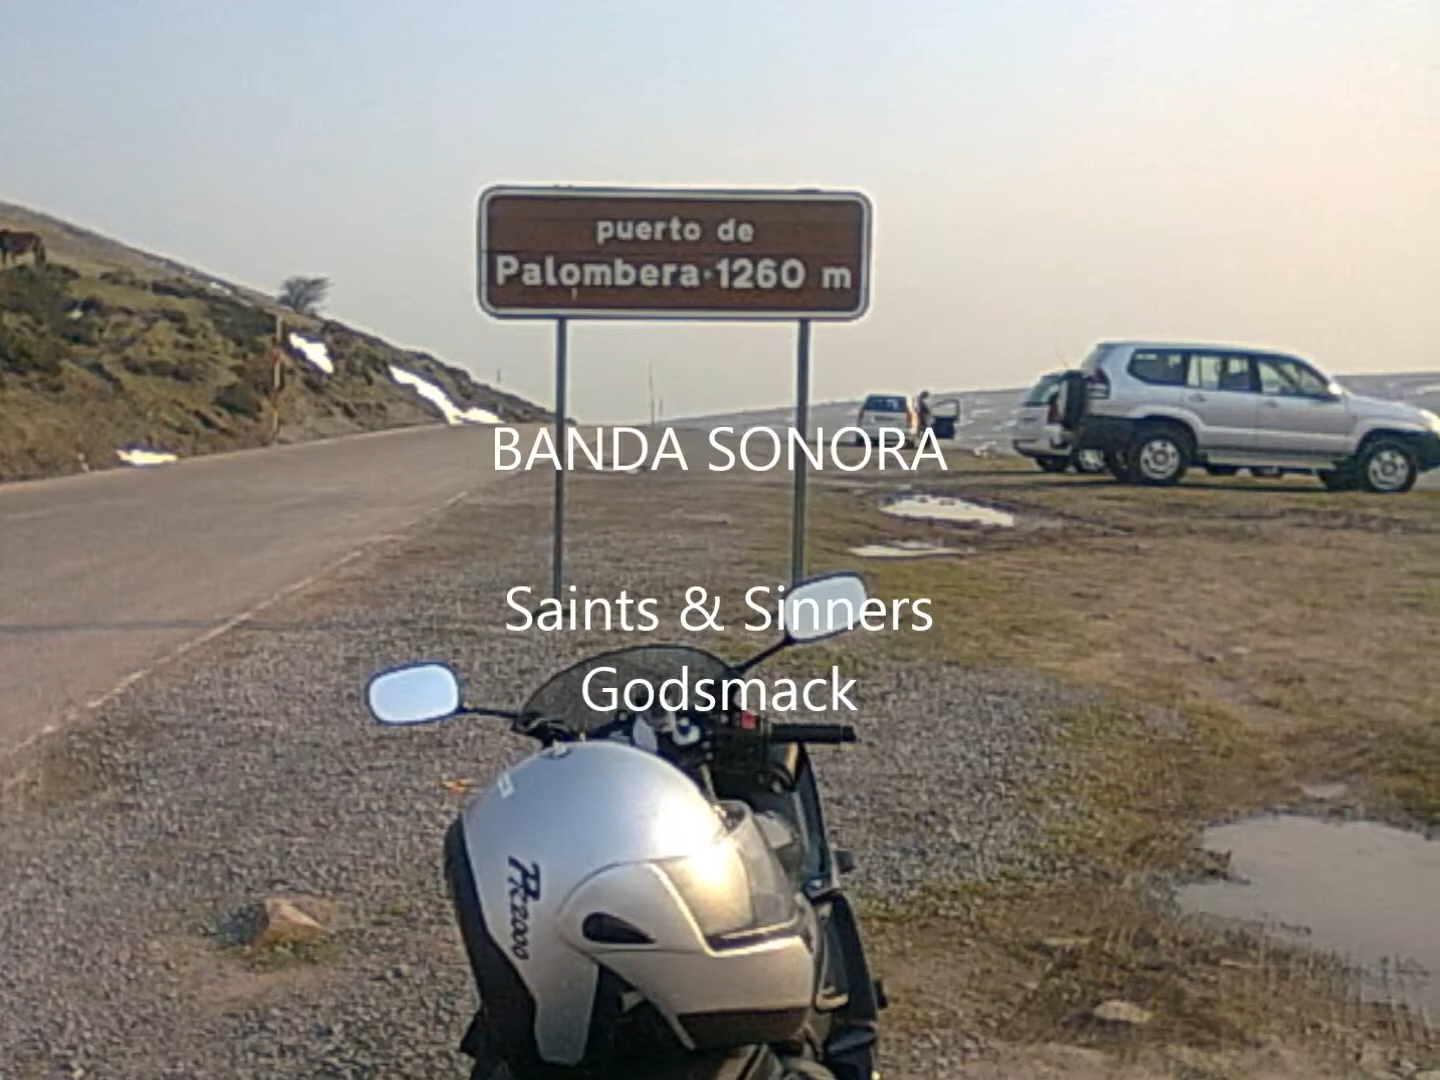 puerto de
Palombera·1260 m
BANDA SONORA
Saints & Sinners
Godsmack
PR2000